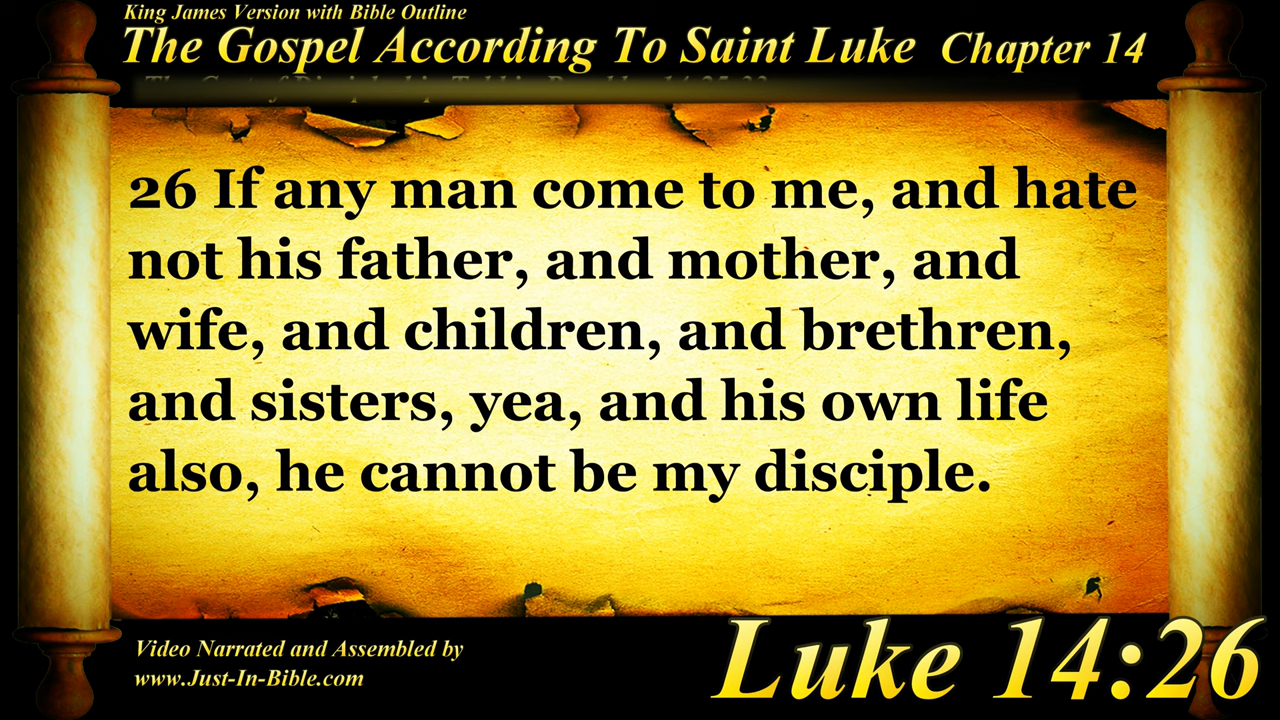 King James Version with Bible Outline
The Gospel According To Saint Luke Chapter 14
26 If any man come to me, and hate
not his father, and mother, and
wife, and children, and brethren,
and sisters, yea, and his own life
also, he cannot be my disciple.
Video Narrated and Assembled by
www.Just-In-Bible.com
Luke 14:26